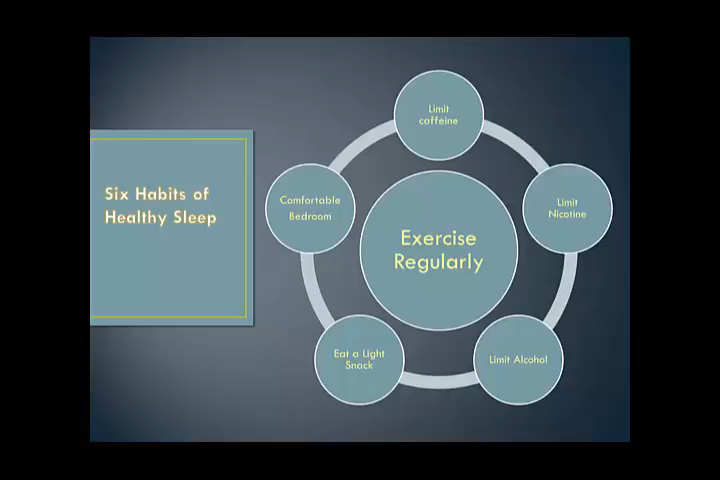 Six Habits of
Healthy Sleep
Limit
caffeine
Comfortable
Bedroom
Limit
Nicotine
Exercise
Regularly
Eat a Light
Snack
Limit Alcohol